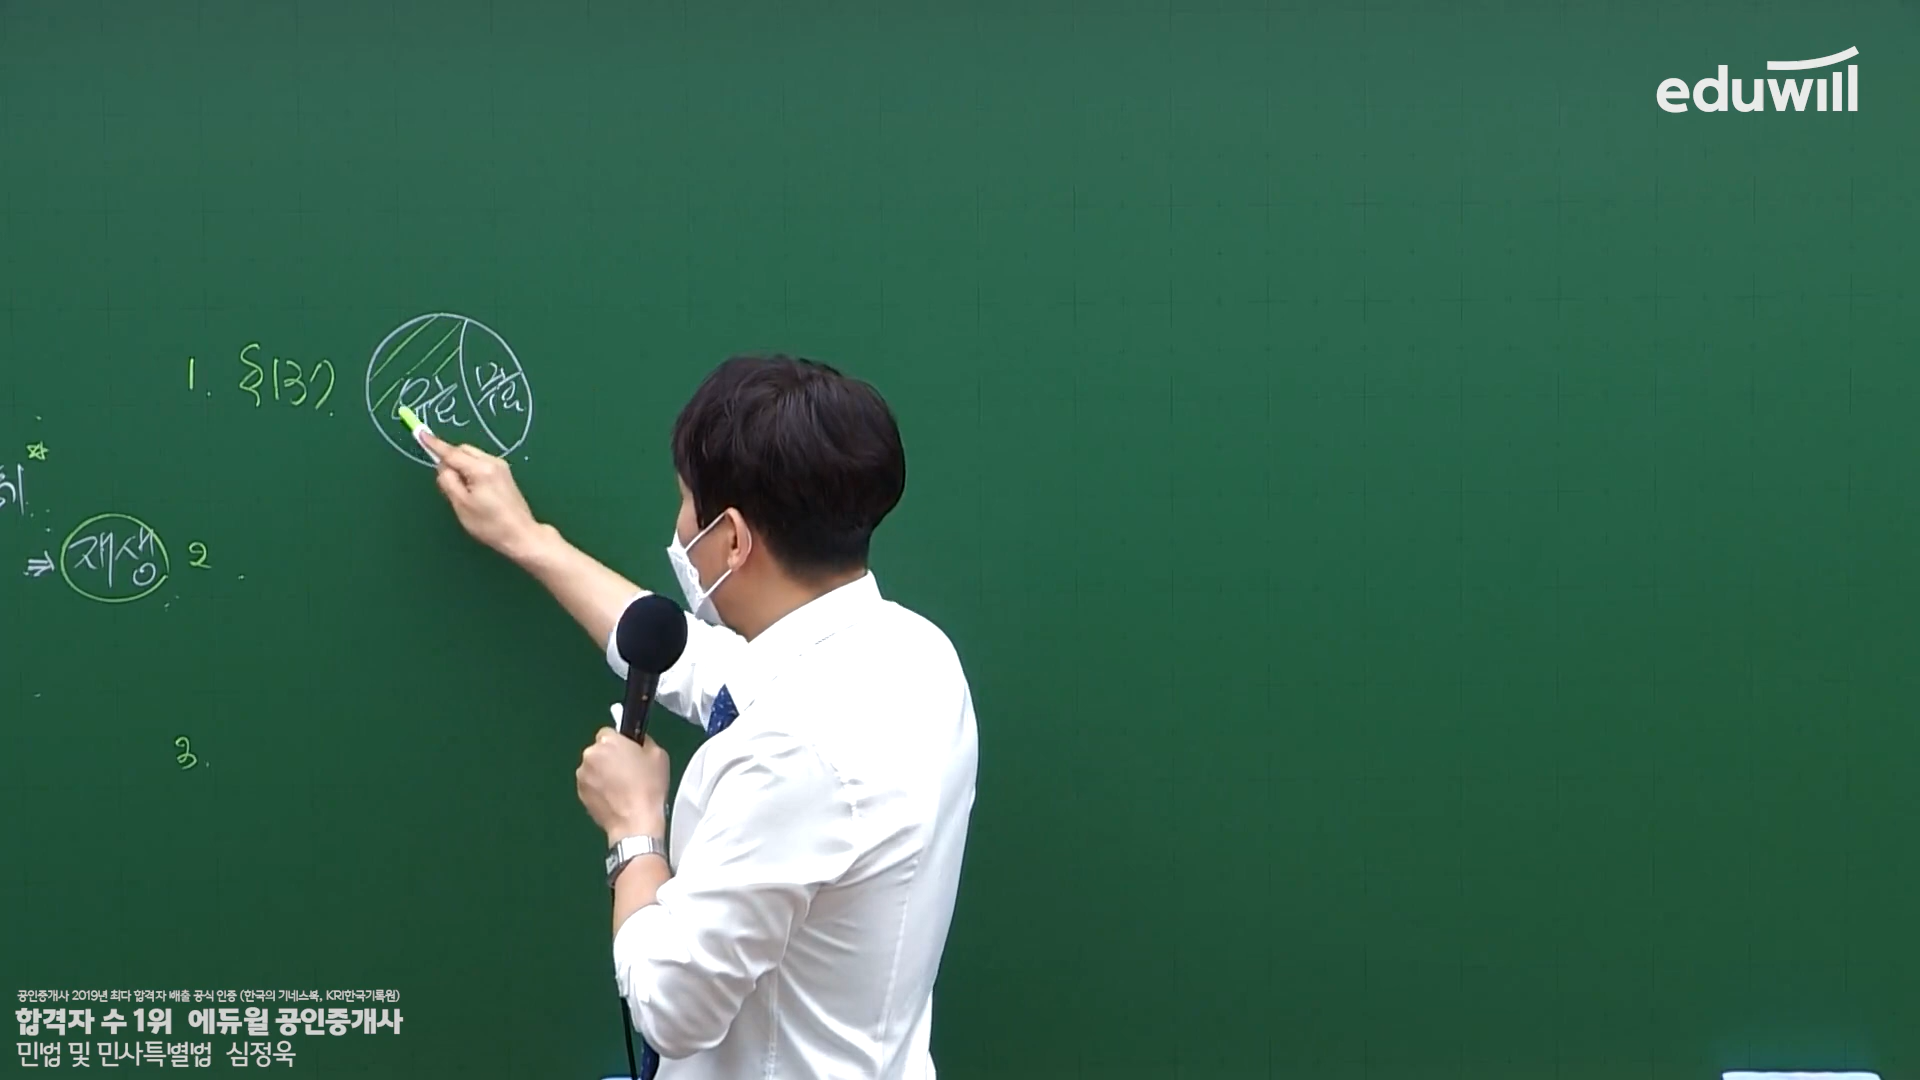 eduwill
1. §137. 유효 무효
⇒ 재생 2
3.
공인중개사 2019년 최다 합격자 배출 공식 인증 (한국의 기네스북, KRI한국기록원)
합격자 수 1위 에듀윌 공인중개사
민법 및 민사특별법 심정욱